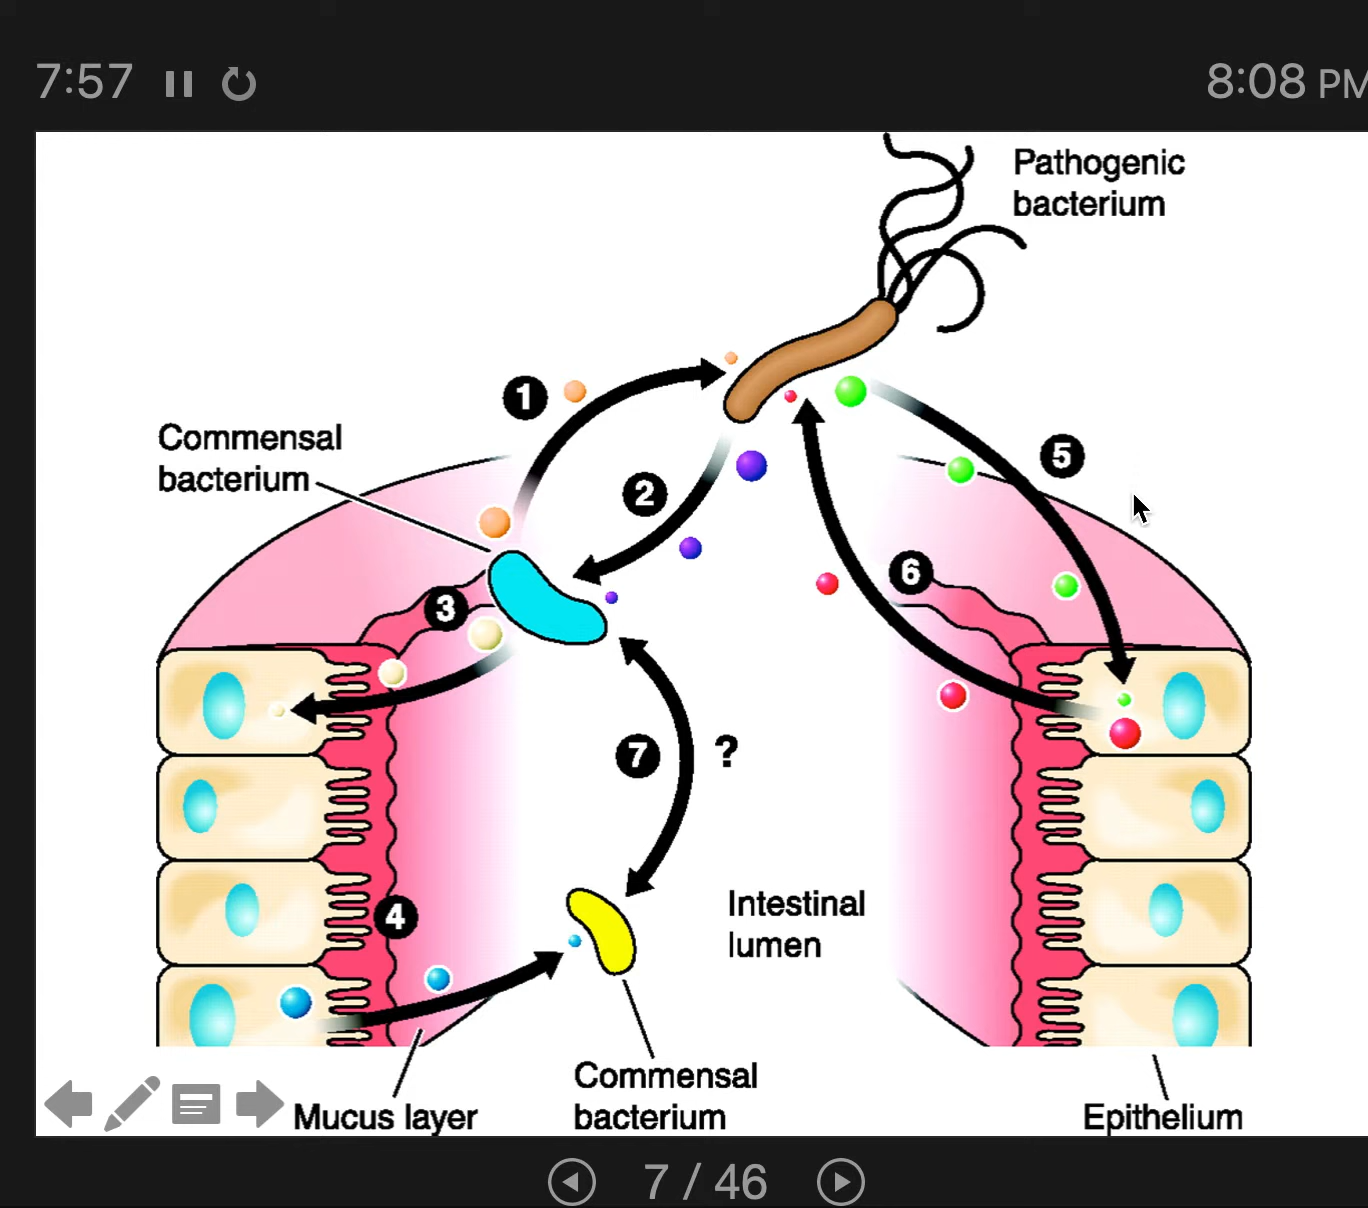 7:57
8:08 PM
Pathogenic
bacterium
1
Commensal
bacterium
2
5
3
6
7
?
4
Intestinal
lumen
Commensal
bacterium
Mucus layer
Epithelium
7 / 46